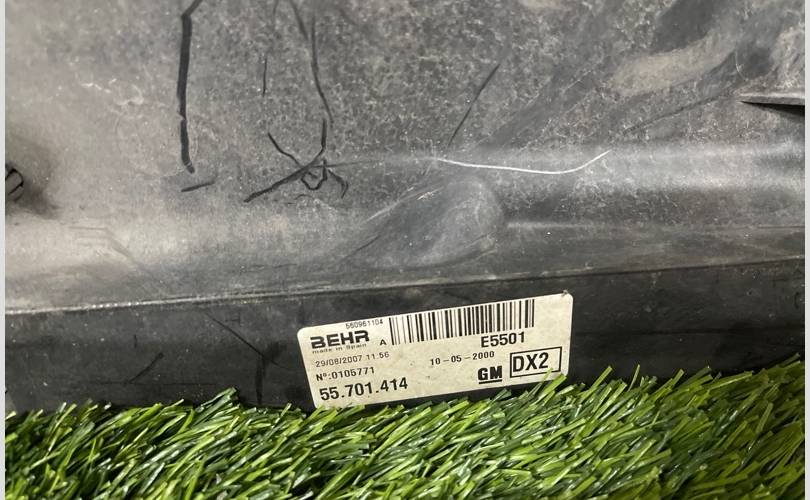 560961104
BEHR A E5501
made in Spain
29/08/2007 11:56 10-05-2000
Nº:0105771 GM DX2
55.701.414